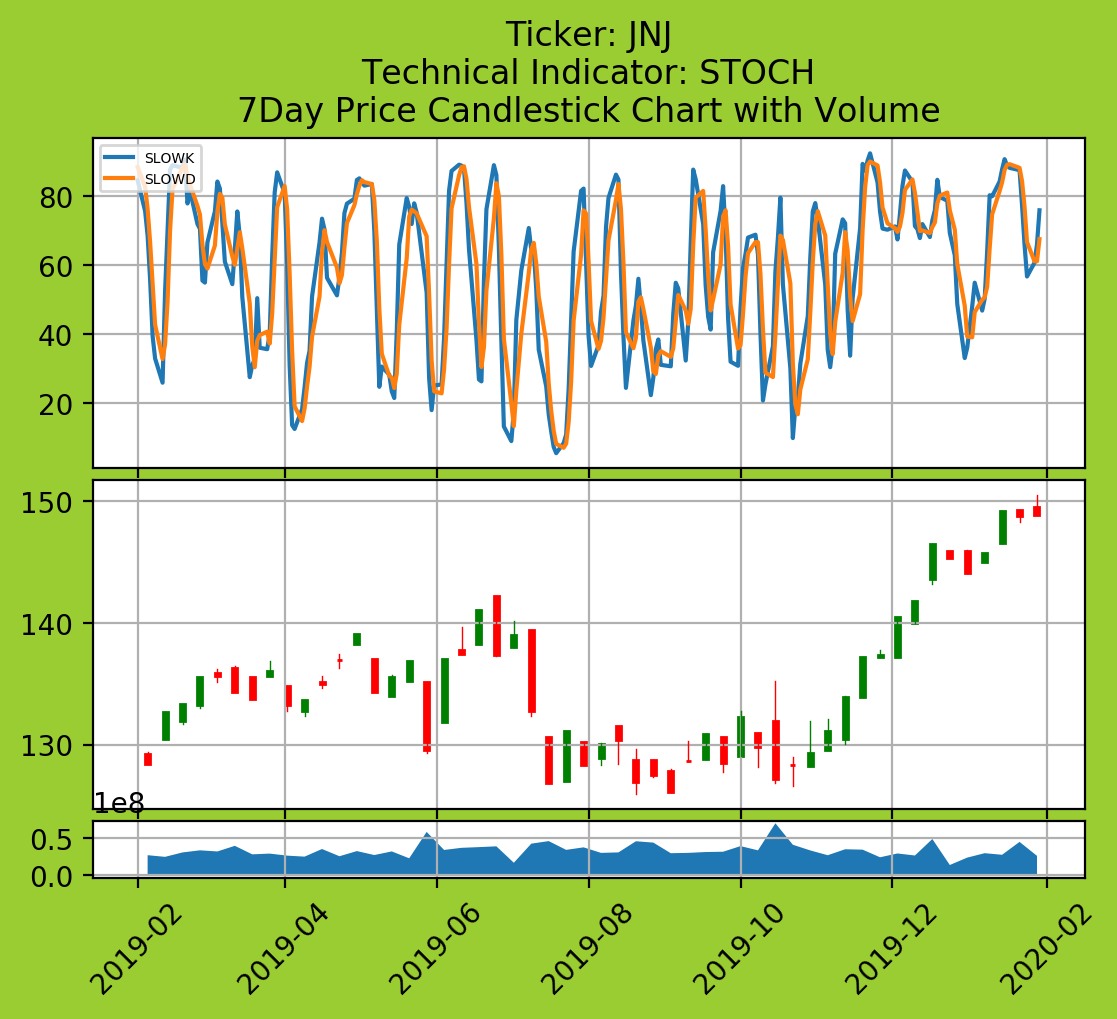 Ticker: JNJ
Technical Indicator: STOCH
7Day Price Candlestick Chart with Volume
SLOWK
SLOWD
80
60
40
20
150
140
130
1e8
0.5
0.0
2019-02
2019-04
2019-06
2019-08
2019-10
2019-12
2020-02